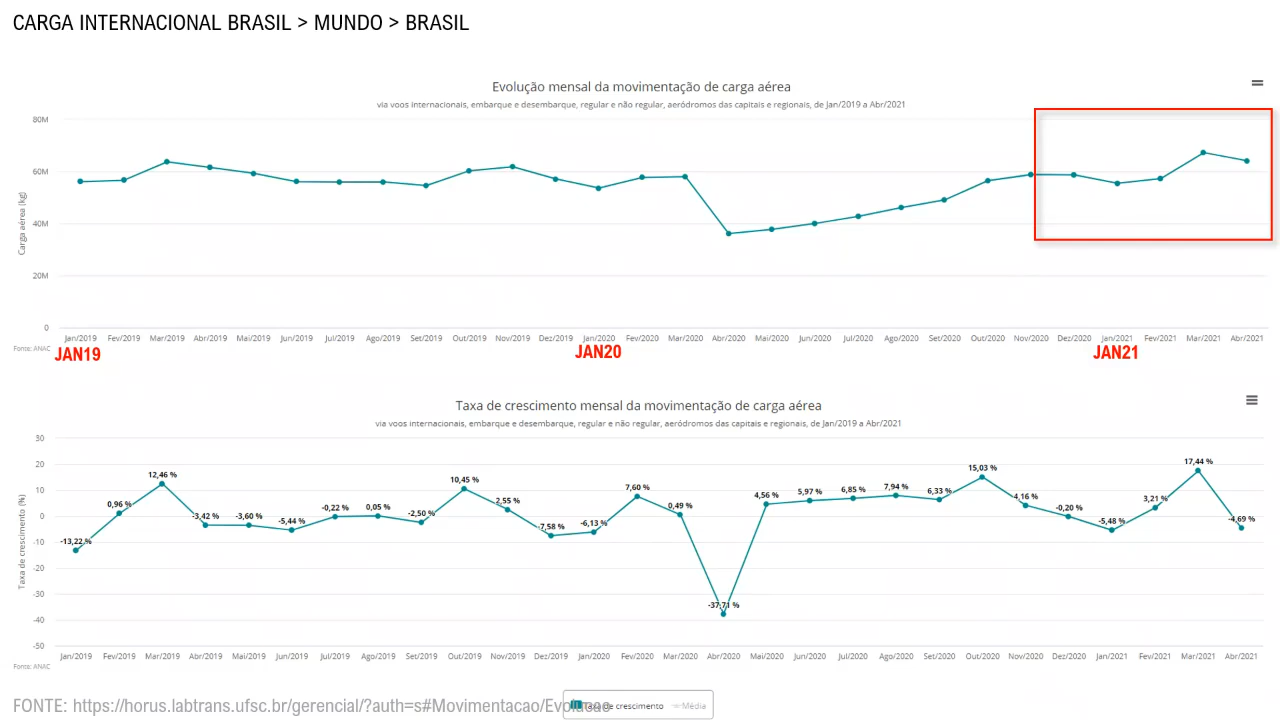 CARGA INTERNACIONAL BRASIL > MUNDO > BRASIL
Evolução mensal da movimentação de carga aérea
via voos internacionais, embarque e desembarque, regular e não regular, aeródromos das capitais e regionais, de Jan/2019 a Abr/2021
80M
60M
40M
20M
0
Carga aérea (kg)
Jan/2019 Fev/2019 Mar/2019 Abr/2019 Mai/2019 Jun/2019 Jul/2019 Ago/2019 Set/2019 Out/2019 Nov/2019 Dez/2019 Jan/2020 Fev/2020 Mar/2020 Abr/2020 Mai/2020 Jun/2020 Jul/2020 Ago/2020 Set/2020 Out/2020 Nov/2020 Dez/2020 Jan/2021 Fev/2021 Mar/2021 Abr/2021
Fonte: ANAC
JAN19 JAN20 JAN21
Taxa de crescimento mensal da movimentação de carga aérea
via voos internacionais, embarque e desembarque, regular e não regular, aeródromos das capitais e regionais, de Jan/2019 a Abr/2021
30
20
10
0
-10
-20
-30
-40
-50
Taxa de crescimento (%)
-13,22 % 0,96 % 12,46 % -3,42 % -3,60 % -5,44 % -0,22 % 0,05 % -2,50 % 10,45 % 2,55 % -7,58 % -6,13 % 7,60 % 0,49 % -37,71 % 4,56 % 5,97 % 6,85 % 7,94 % 6,33 % 15,03 % 4,16 % -0,20 % -5,48 % 3,21 % 17,44 % -4,69 %
Jan/2019 Fev/2019 Mar/2019 Abr/2019 Mai/2019 Jun/2019 Jul/2019 Ago/2019 Set/2019 Out/2019 Nov/2019 Dez/2019 Jan/2020 Fev/2020 Mar/2020 Abr/2020 Mai/2020 Jun/2020 Jul/2020 Ago/2020 Set/2020 Out/2020 Nov/2020 Dez/2020 Jan/2021 Fev/2021 Mar/2021 Abr/2021
Fonte: ANAC
FONTE: https://horus.labtrans.ufsc.br/gerencial/?auth=s#Movimentacao/Evolucao
Taxa de crescimento Média